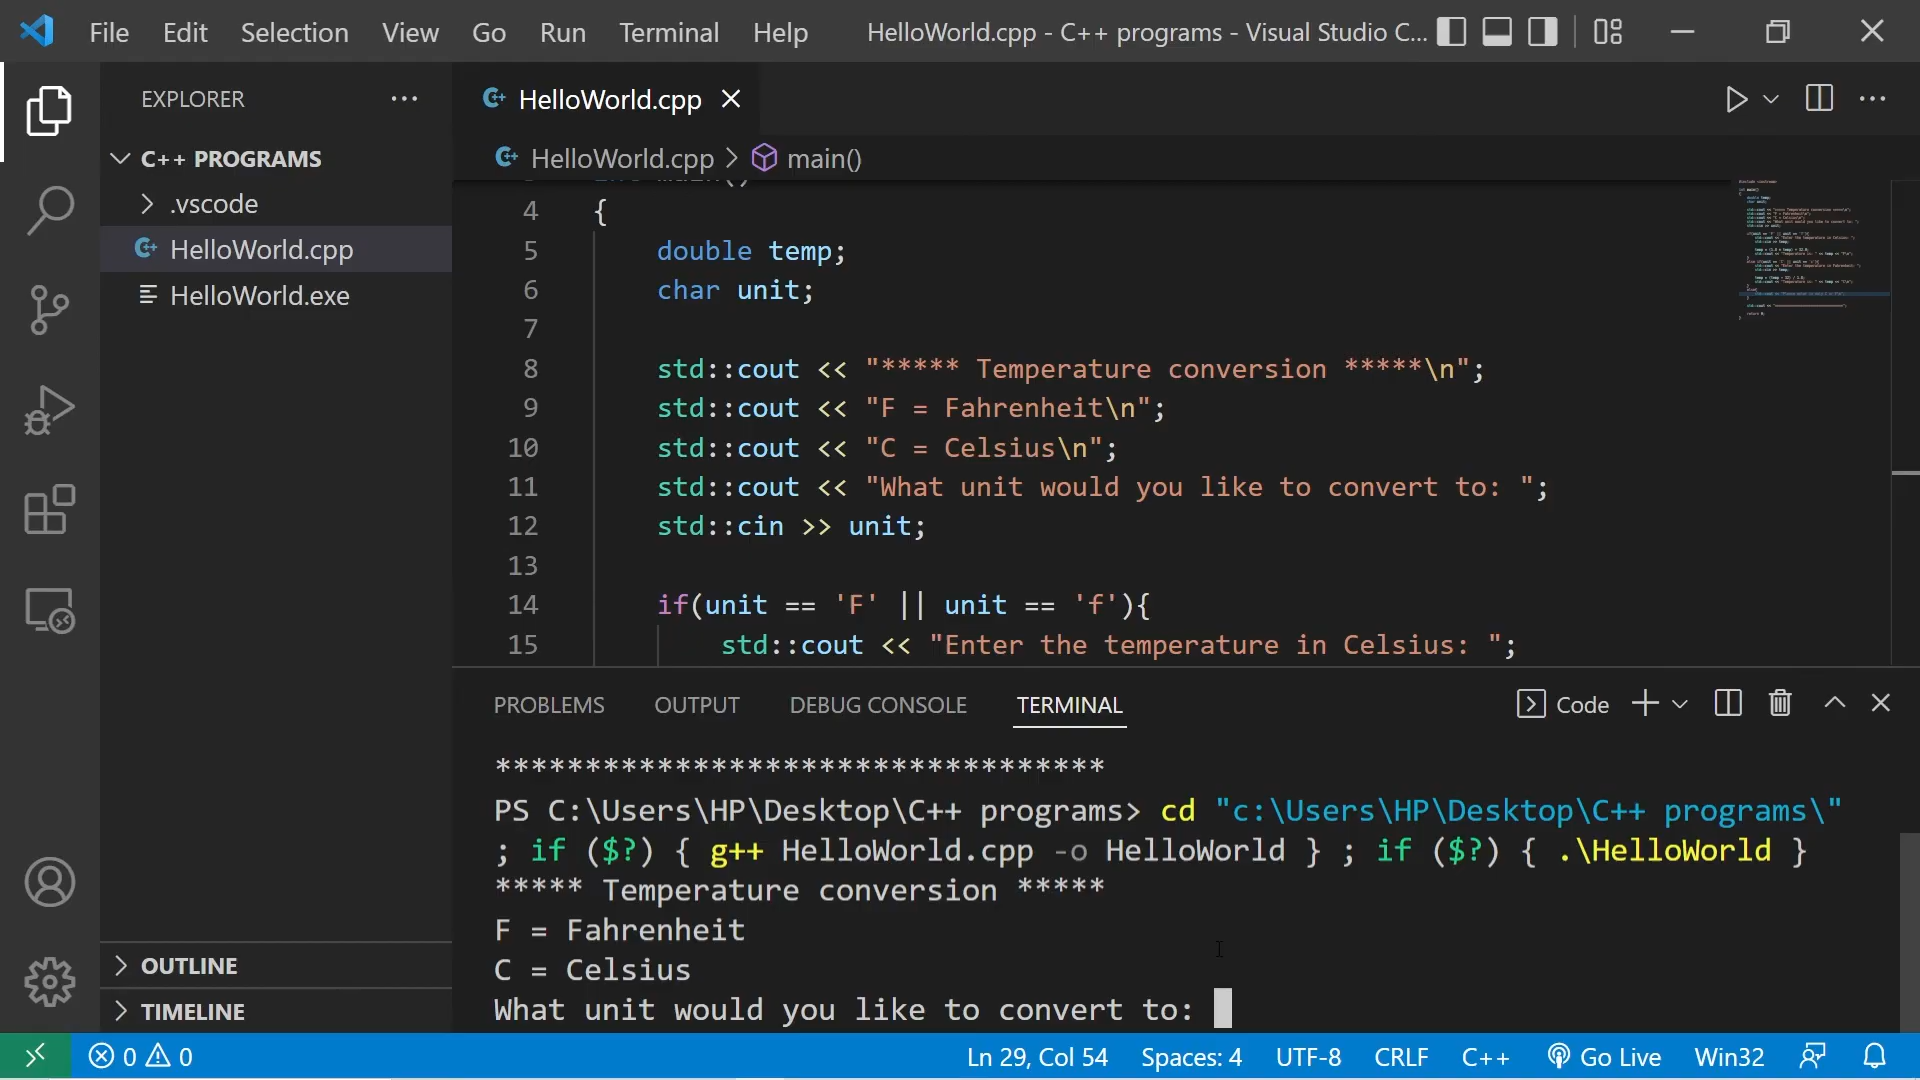 File Edit Selection View Go Run Terminal Help HelloWorld.cpp - C++ programs - Visual Studio C...
EXPLORER
C++ PROGRAMS
.vscode
HelloWorld.cpp
HelloWorld.exe
OUTLINE
TIMELINE
HelloWorld.cpp
HelloWorld.cpp > main()
4 {
5 double temp;
6 char unit;
7
8 std::cout << "***** Temperature conversion *****\n";
9 std::cout << "F = Fahrenheit\n";
10 std::cout << "C = Celsius\n";
11 std::cout << "What unit would you like to convert to: ";
12 std::cin >> unit;
13
14 if(unit == 'F' || unit == 'f'){
15 std::cout << "Enter the temperature in Celsius: ";
PROBLEMS OUTPUT DEBUG CONSOLE TERMINAL Code
**********************************
PS C:\Users\HP\Desktop\C++ programs> cd "c:\Users\HP\Desktop\C++ programs\"
; if ($?) { g++ HelloWorld.cpp -o HelloWorld } ; if ($?) { .\HelloWorld }
***** Temperature conversion *****
F = Fahrenheit
C = Celsius
What unit would you like to convert to:
0 0 Ln 29, Col 54 Spaces: 4 UTF-8 CRLF C++ Go Live Win32